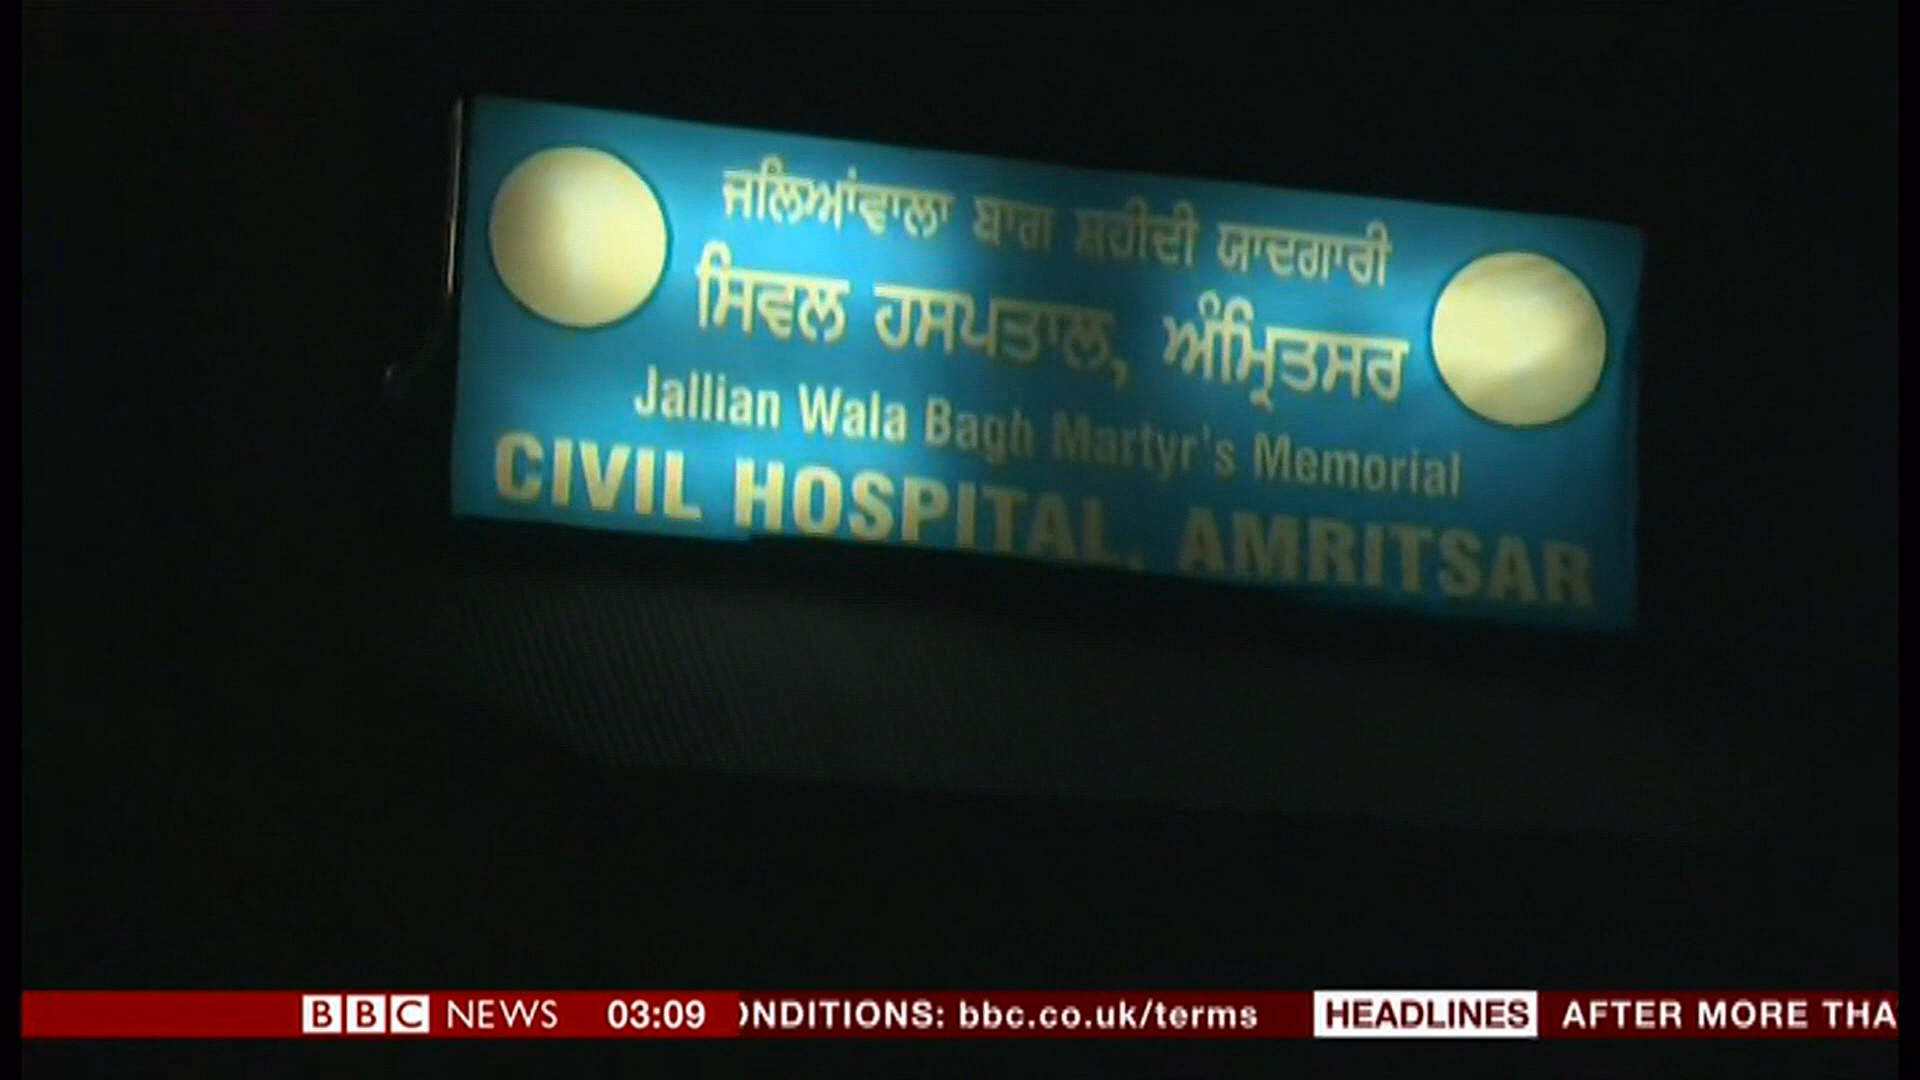 ਜਲਿਆਂਵਾਲਾ ਬਾਗ ਸ਼ਹੀਦੀ ਯਾਦਗਾਰੀ
ਸਿਵਲ ਹਸਪਤਾਲ, ਅੰਮ੍ਰਿਤਸਰ
Jallian Wala Bagh Martyr's Memorial
CIVIL HOSPITAL, AMRITSAR
BBC NEWS 03:09 ONDITIONS: bbc.co.uk/terms HEADLINES AFTER MORE THA